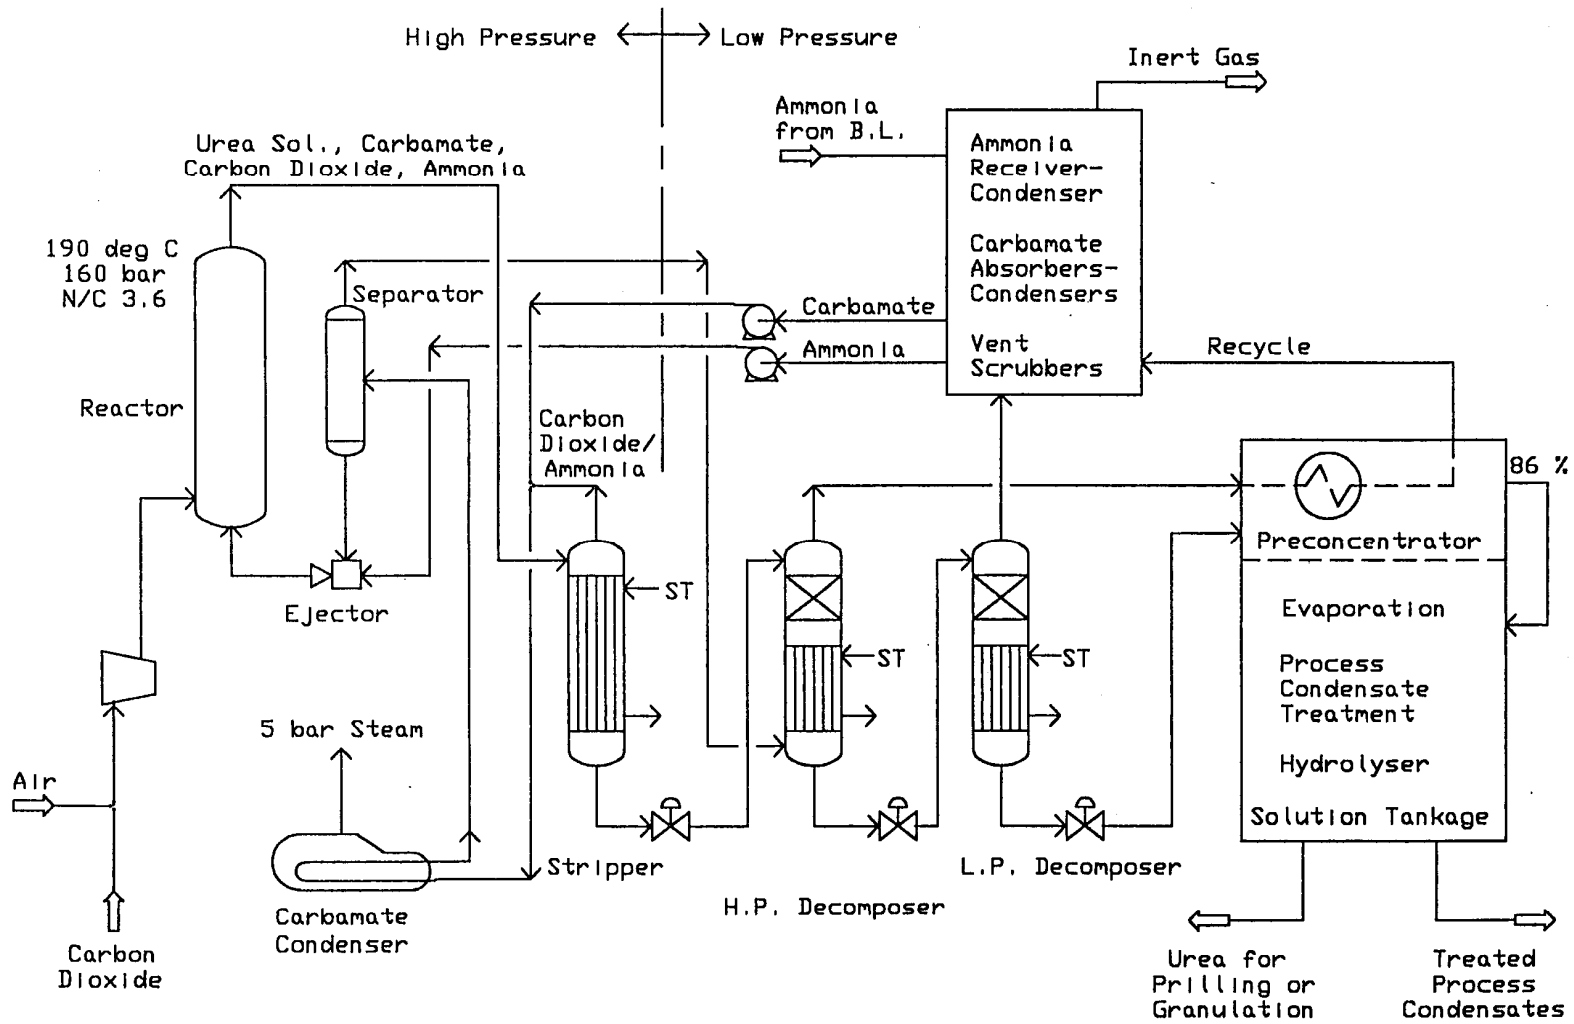 High Pressure
Low Pressure
Inert Gas
Ammonia
from B.L.
Urea Sol., Carbamate,
Carbon Dioxide, Ammonia
Ammonia
Receiver-
Condenser
190 deg C
160 bar
N/C 3.6
Carbamate
Absorbers-
Condensers
Separator
Carbamate
Vent
Scrubbers
Ammonia
Recycle
Reactor
Carbon
Dioxide/
Ammonia
86 %
Preconcentrator
ST
Ejector
Evaporation
ST
ST
Process
Condensate
Treatment
5 bar Steam
Hydrolyser
Air
Solution Tankage
Stripper
L.P. Decomposer
H.P. Decomposer
Carbamate
Condenser
Carbon
Dioxide
Urea for
Prilling or
Granulation
Treated
Process
Condensates